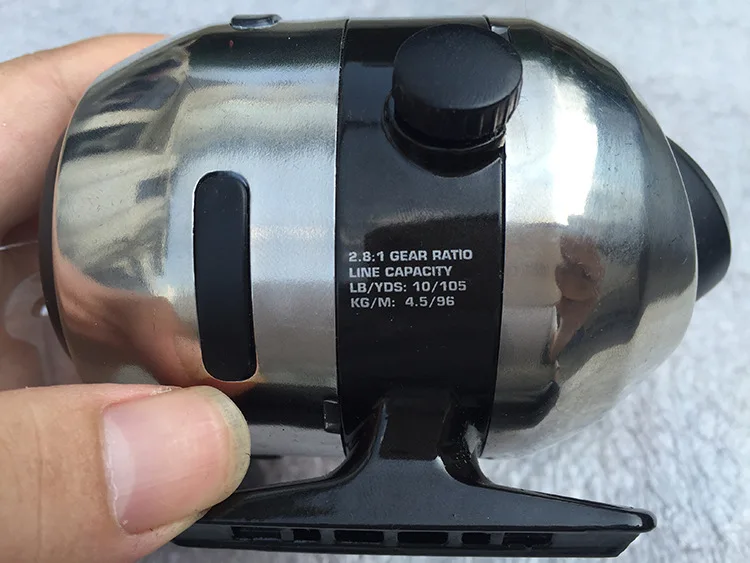 2.8:1 GEAR RATIO
LINE CAPACITY
LB/YDS: 10/105
KG/M: 4.5/96